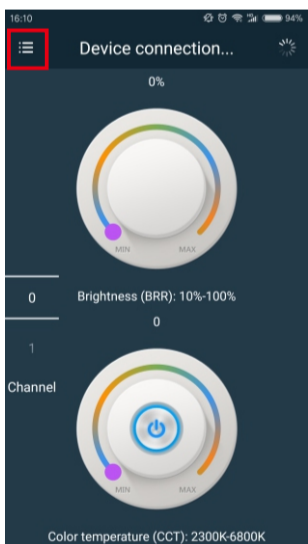 16:10 94%
Device connection...
0%
MIN MAX
0
Brightness (BRR): 10%-100%
0
1
Channel
MIN MAX
Color temperature (CCT): 2300K-6800K